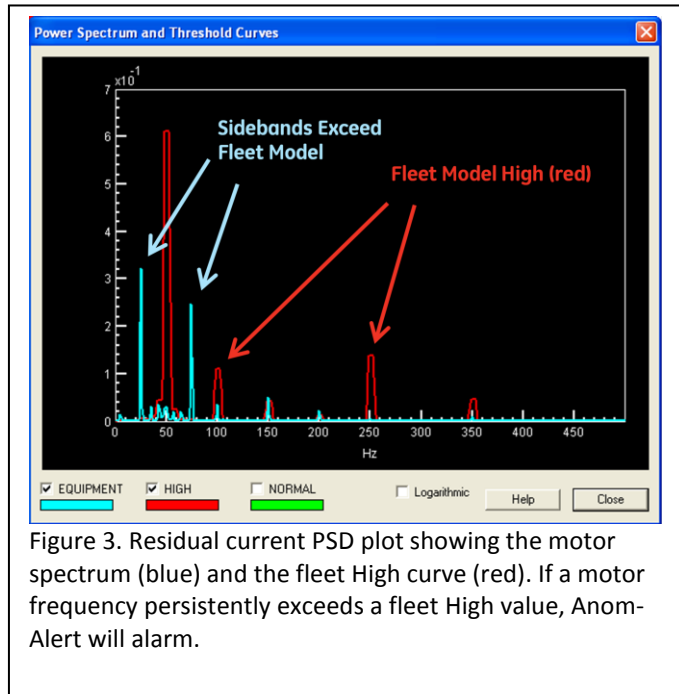 Power Spectrum and Threshold Curves
x10^-1
7
6
5
4
3
2
1
0
Sidebands Exceed
Fleet Model
Fleet Model High (red)
0 50 100 150 200 250 300 350 400 450
Hz
EQUIPMENT HIGH NORMAL Logarithmic Help Close
Figure 3. Residual current PSD plot showing the motor
spectrum (blue) and the fleet High curve (red). If a motor
frequency persistently exceeds a fleet High value, Anom-
Alert will alarm.